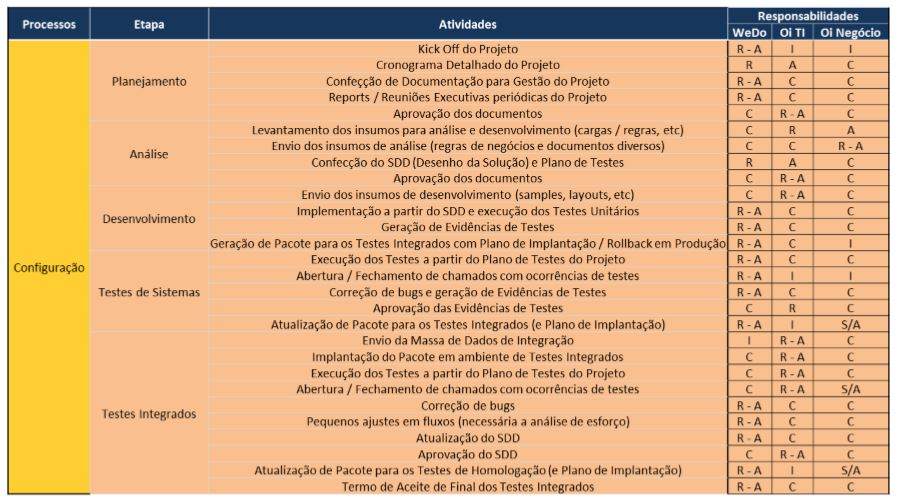 Processos Etapa Atividades Responsabilidades
WeDo Oi TI Oi Negócio
Kick Off do Projeto R - A I I
Cronograma Detalhado do Projeto R A C
Planejamento Confecção de Documentação para Gestão do Projeto R - A C C
Reports / Reuniões Executivas periódicas do Projeto R - A C C
Aprovação dos documentos C R - A C
Levantamento dos insumos para análise e desenvolvimento (cargas / regras, etc) C R A
Análise Envio dos insumos de análise (regras de negócios e documentos diversos) C C R - A
Confecção do SDD (Desenho da Solução) e Plano de Testes R A C
Aprovação dos documentos C R - A C
Envio dos insumos de desenvolvimento (samples, layouts, etc) C R - A C
Desenvolvimento Implementação a partir do SDD e execução dos Testes Unitários R - A C C
Geração de Evidências de Testes R - A C C
Geração de Pacote para os Testes Integrados com Plano de Implantação / Rollback em Produção R - A C I
Configuração Execução dos Testes a partir do Plano de Testes do Projeto R - A C C
Abertura / Fechamento de chamados com ocorrências de testes R - A I I
Testes de Sistemas Correção de bugs e geração de Evidências de Testes R - A C C
Aprovação das Evidências de Testes C R C
Atualização de Pacote para os Testes Integrados (e Plano de Implantação) R - A I S/A
Envio da Massa de Dados de Integração I R - A C
Implantação do Pacote em ambiente de Testes Integrados C R - A C
Execução dos Testes a partir do Plano de Testes do Projeto C R - A C
Abertura / Fechamento de chamados com ocorrências de testes C R - A S/A
Testes Integrados Correção de bugs R - A C C
Pequenos ajustes em fluxos (necessária a análise de esforço) R - A C C
Atualização do SDD R - A C C
Aprovação do SDD C R - A C
Atualização de Pacote para os Testes de Homologação (e Plano de Implantação) R - A I S/A
Termo de Aceite de Final dos Testes Integrados R - A C C